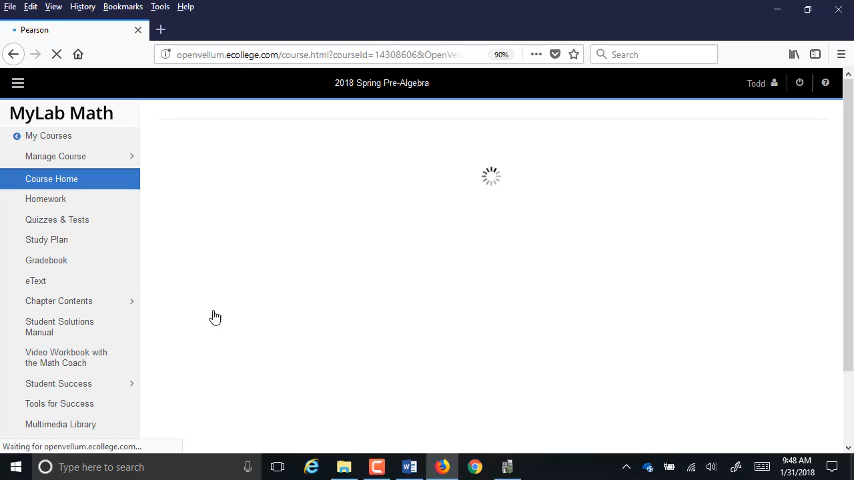 File Edit View History Bookmarks Tools Help
Pearson
openvellum.ecollege.com/course.html?courseId=14308606&OpenVel 90% Search
2018 Spring Pre-Algebra Todd
MyLab Math
My Courses
Manage Course
Course Home
Homework
Quizzes & Tests
Study Plan
Gradebook
eText
Chapter Contents
Student Solutions
Manual
Video Workbook with
the Math Coach
Student Success
Tools for Success
Multimedia Library
Waiting for openvellum.ecollege.com...
Type here to search
9:48 AM
1/31/2018